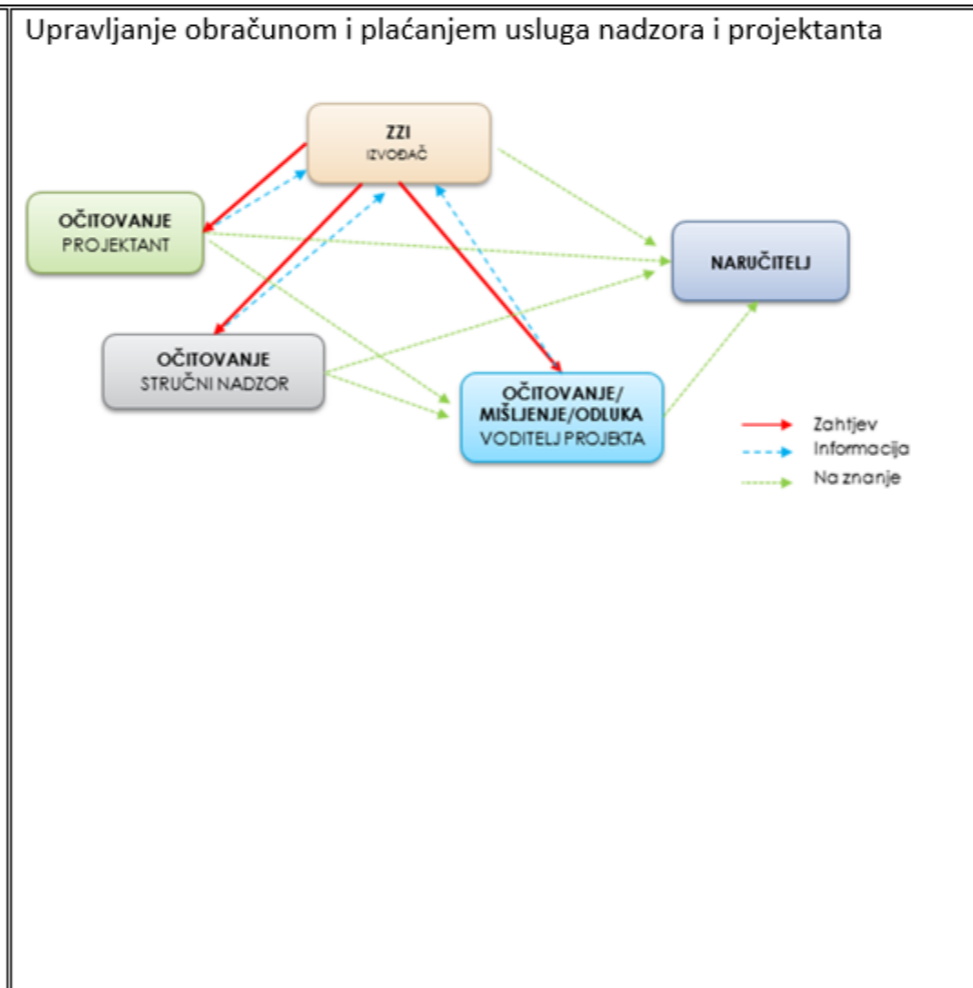 Upravljanje obračunom i plaćanjem usluga nadzora i projektanta
ZZI
IZVOĐAČ
OČITOVANJE
PROJEKTANT
NARUČITELJ
OČITOVANJE
STRUČNI NADZOR
OČITOVANJE/
MIŠLJENJE/ODLUKA
VODITELJ PROJEKTA
Zahtjev
Informacija
Na znanje